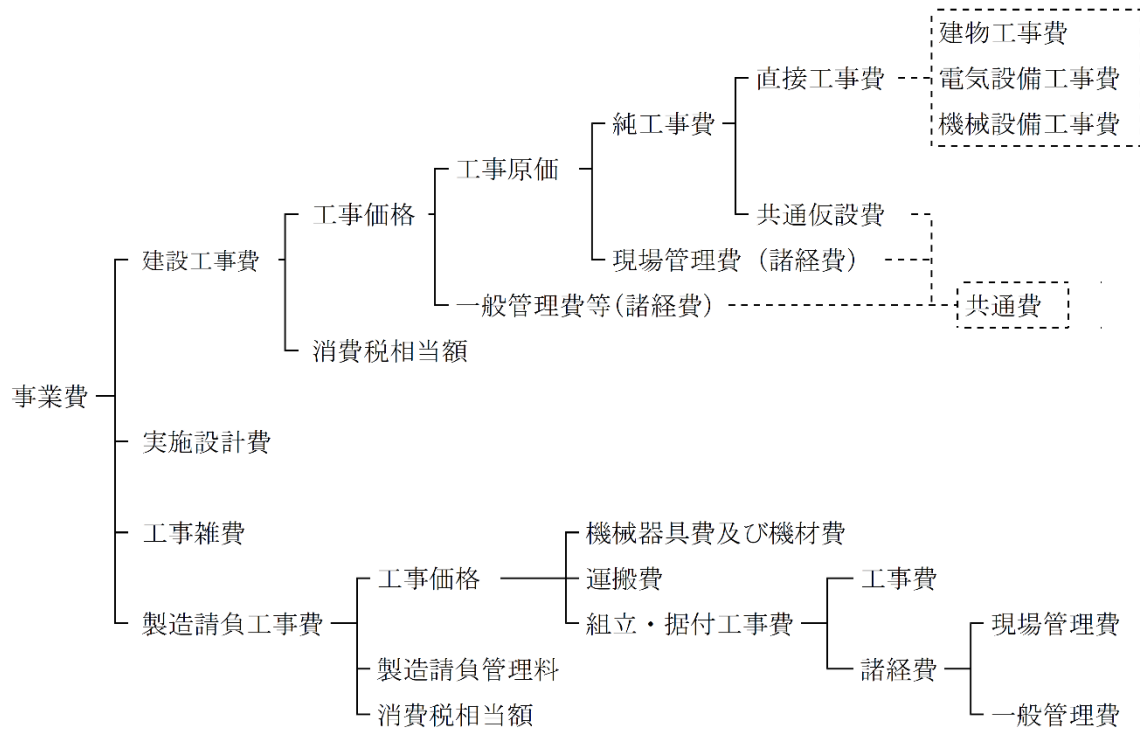 建物工事費
直接工事費
電気設備工事費
純工事費
機械設備工事費
工事原価
工事価格
共通仮設費
建設工事費
現場管理費（諸経費）
一般管理費等(諸経費)
共通費
消費税相当額
事業費
実施設計費
工事雑費
機械器具費及び機材費
工事価格
運搬費
工事費
製造請負工事費
組立・据付工事費
現場管理費
製造請負管理料
諸経費
消費税相当額
一般管理費